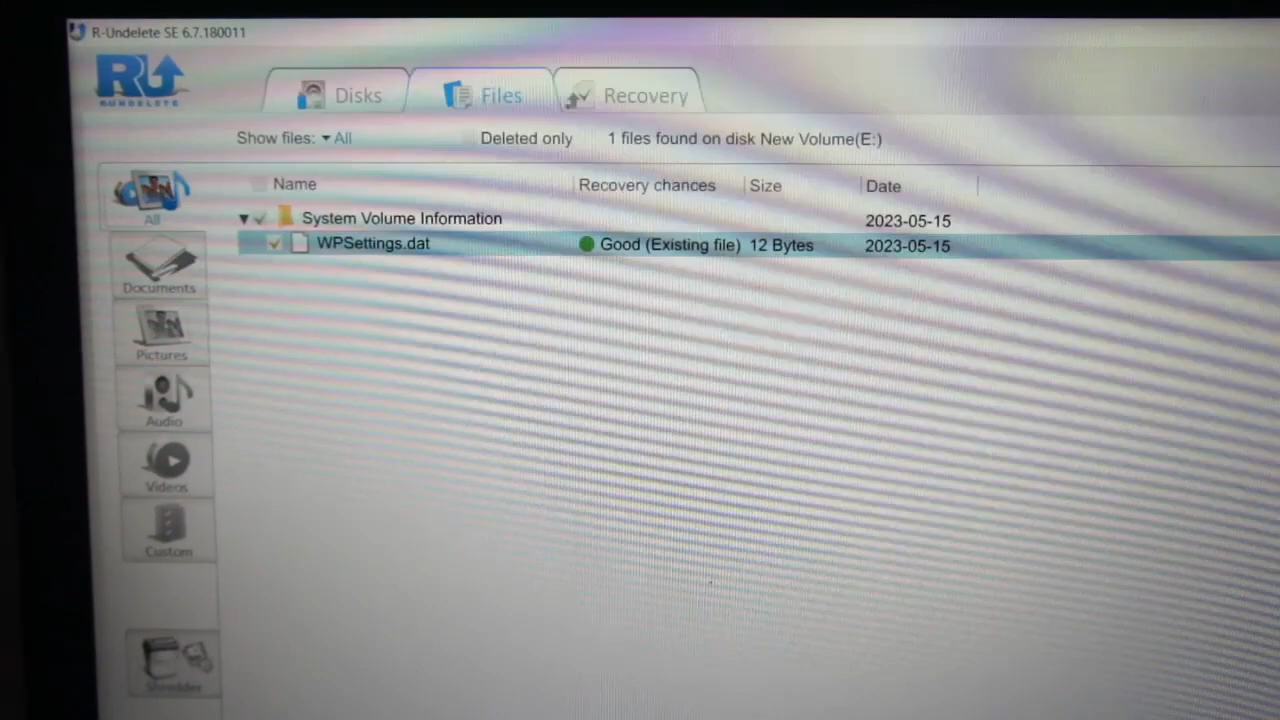 R-Undelete SE 6.7.180011
RUNDELETE
Disks
Files
Recovery
Show files: All
Deleted only
1 files found on disk New Volume(E:)
Name Recovery chances Size Date
System Volume Information 2023-05-15
WPSettings.dat Good (Existing file) 12 Bytes 2023-05-15
All
Documents
Pictures
Audio
Videos
Custom
Shredder